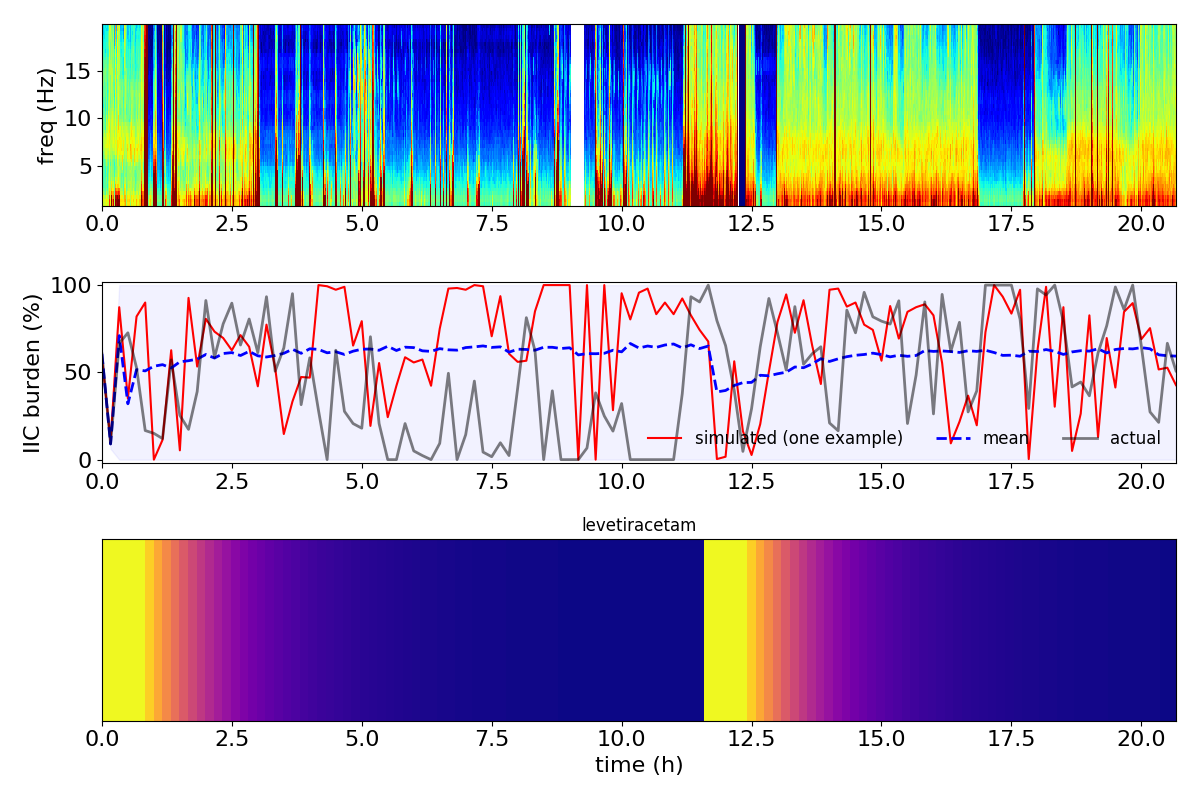 freq (Hz)
15
10
5
0.0 2.5 5.0 7.5 10.0 12.5 15.0 17.5 20.0
IIC burden (%)
100
50
0
simulated (one example) mean actual
0.0 2.5 5.0 7.5 10.0 12.5 15.0 17.5 20.0
levetiracetam
0.0 2.5 5.0 7.5 10.0 12.5 15.0 17.5 20.0
time (h)